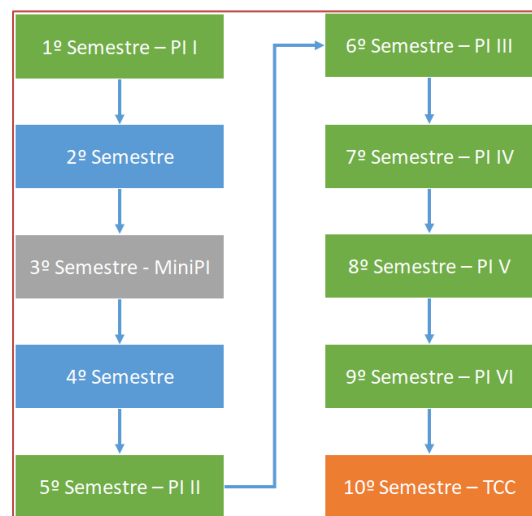 1º Semestre – PI I
2º Semestre
3º Semestre - MiniPI
4º Semestre
5º Semestre – PI II
6º Semestre – PI III
7º Semestre – PI IV
8º Semestre – PI V
9º Semestre – PI VI
10º Semestre – TCC